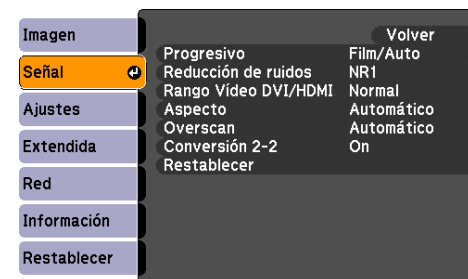 Imagen
Señal
Ajustes
Extendida
Red
Información
Restablecer
Volver
Progresivo Film/Auto
Reducción de ruidos NR1
Rango Vídeo DVI/HDMI Normal
Aspecto Automático
Overscan Automático
Conversión 2-2 On
Restablecer